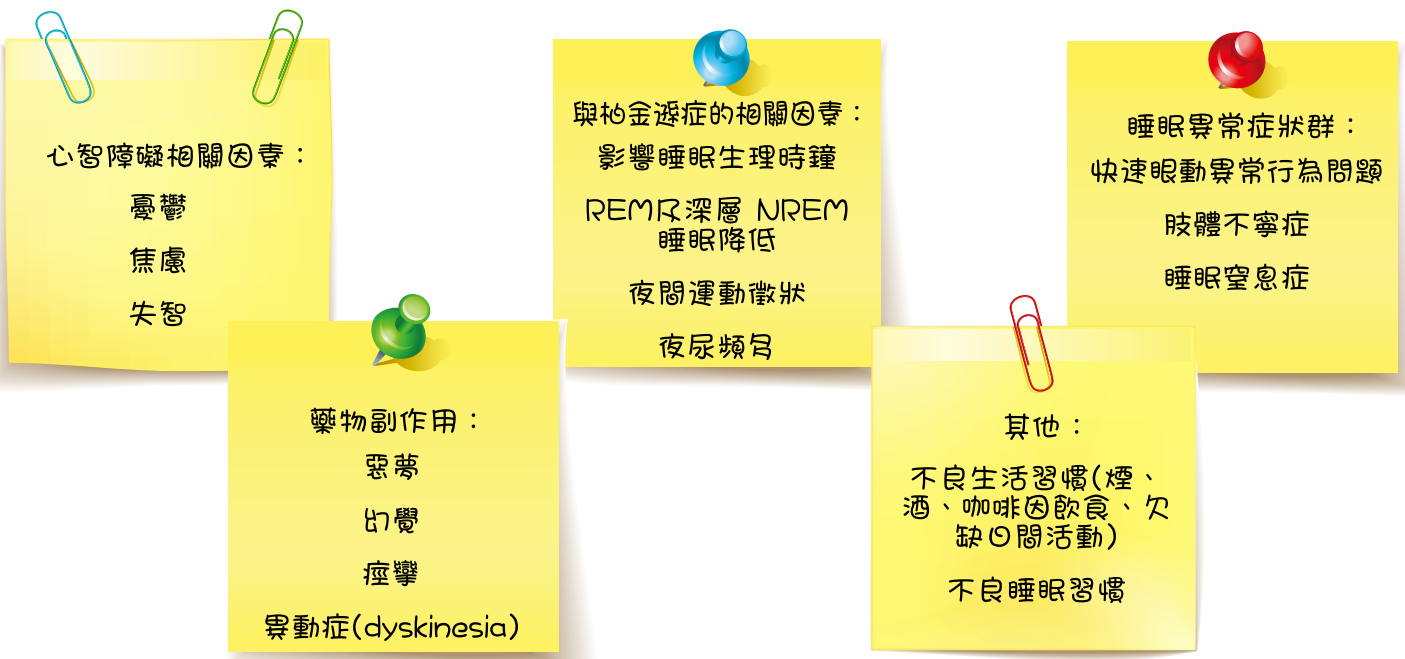 心智障礙相關因素：
憂鬱
焦慮
失智
藥物副作用：
惡夢
幻覺
痙攣
異動症(dyskinesia)
與柏金遜症的相關因素：
影響睡眠生理時鐘
REM及深層 NREM
睡眠降低
夜間運動徵狀
夜尿頻多
其他：
不良生活習慣(煙、
酒、咖啡因飲食、欠
缺日間活動)
不良睡眠習慣
睡眠異常症狀群：
快速眼動異常行為問題
肢體不寧症
睡眠窒息症